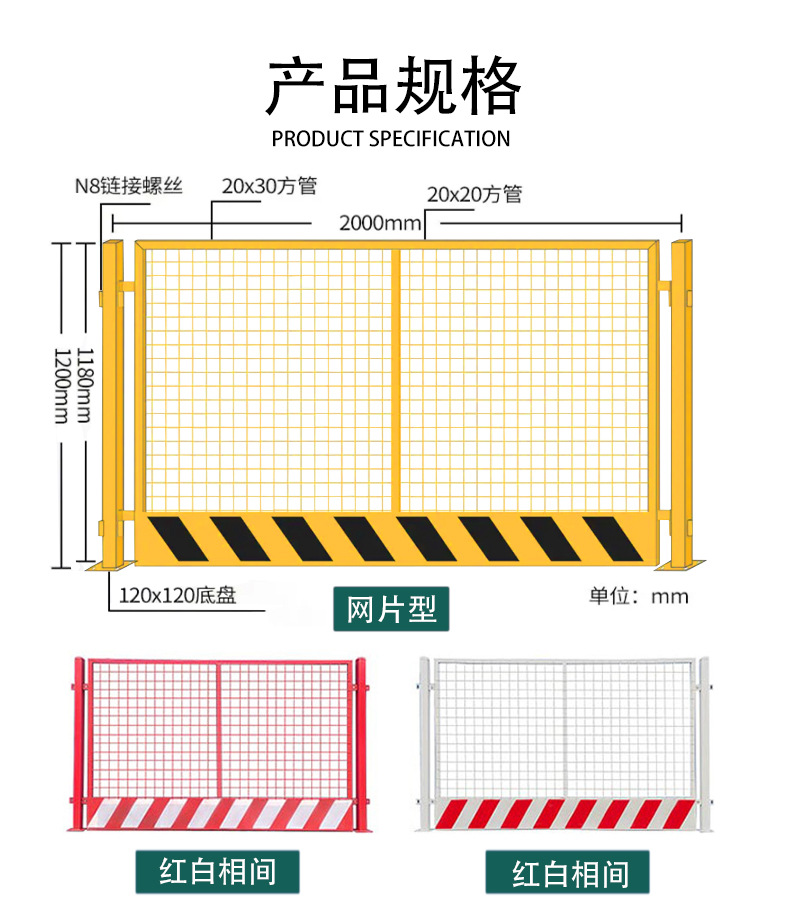 产品规格
PRODUCT SPECIFICATION
N8链接螺丝
20x30方管
20x20方管
2000mm
1180mm
1200mm
120x120底盘
网片型
单位：mm
红白相间
红白相间